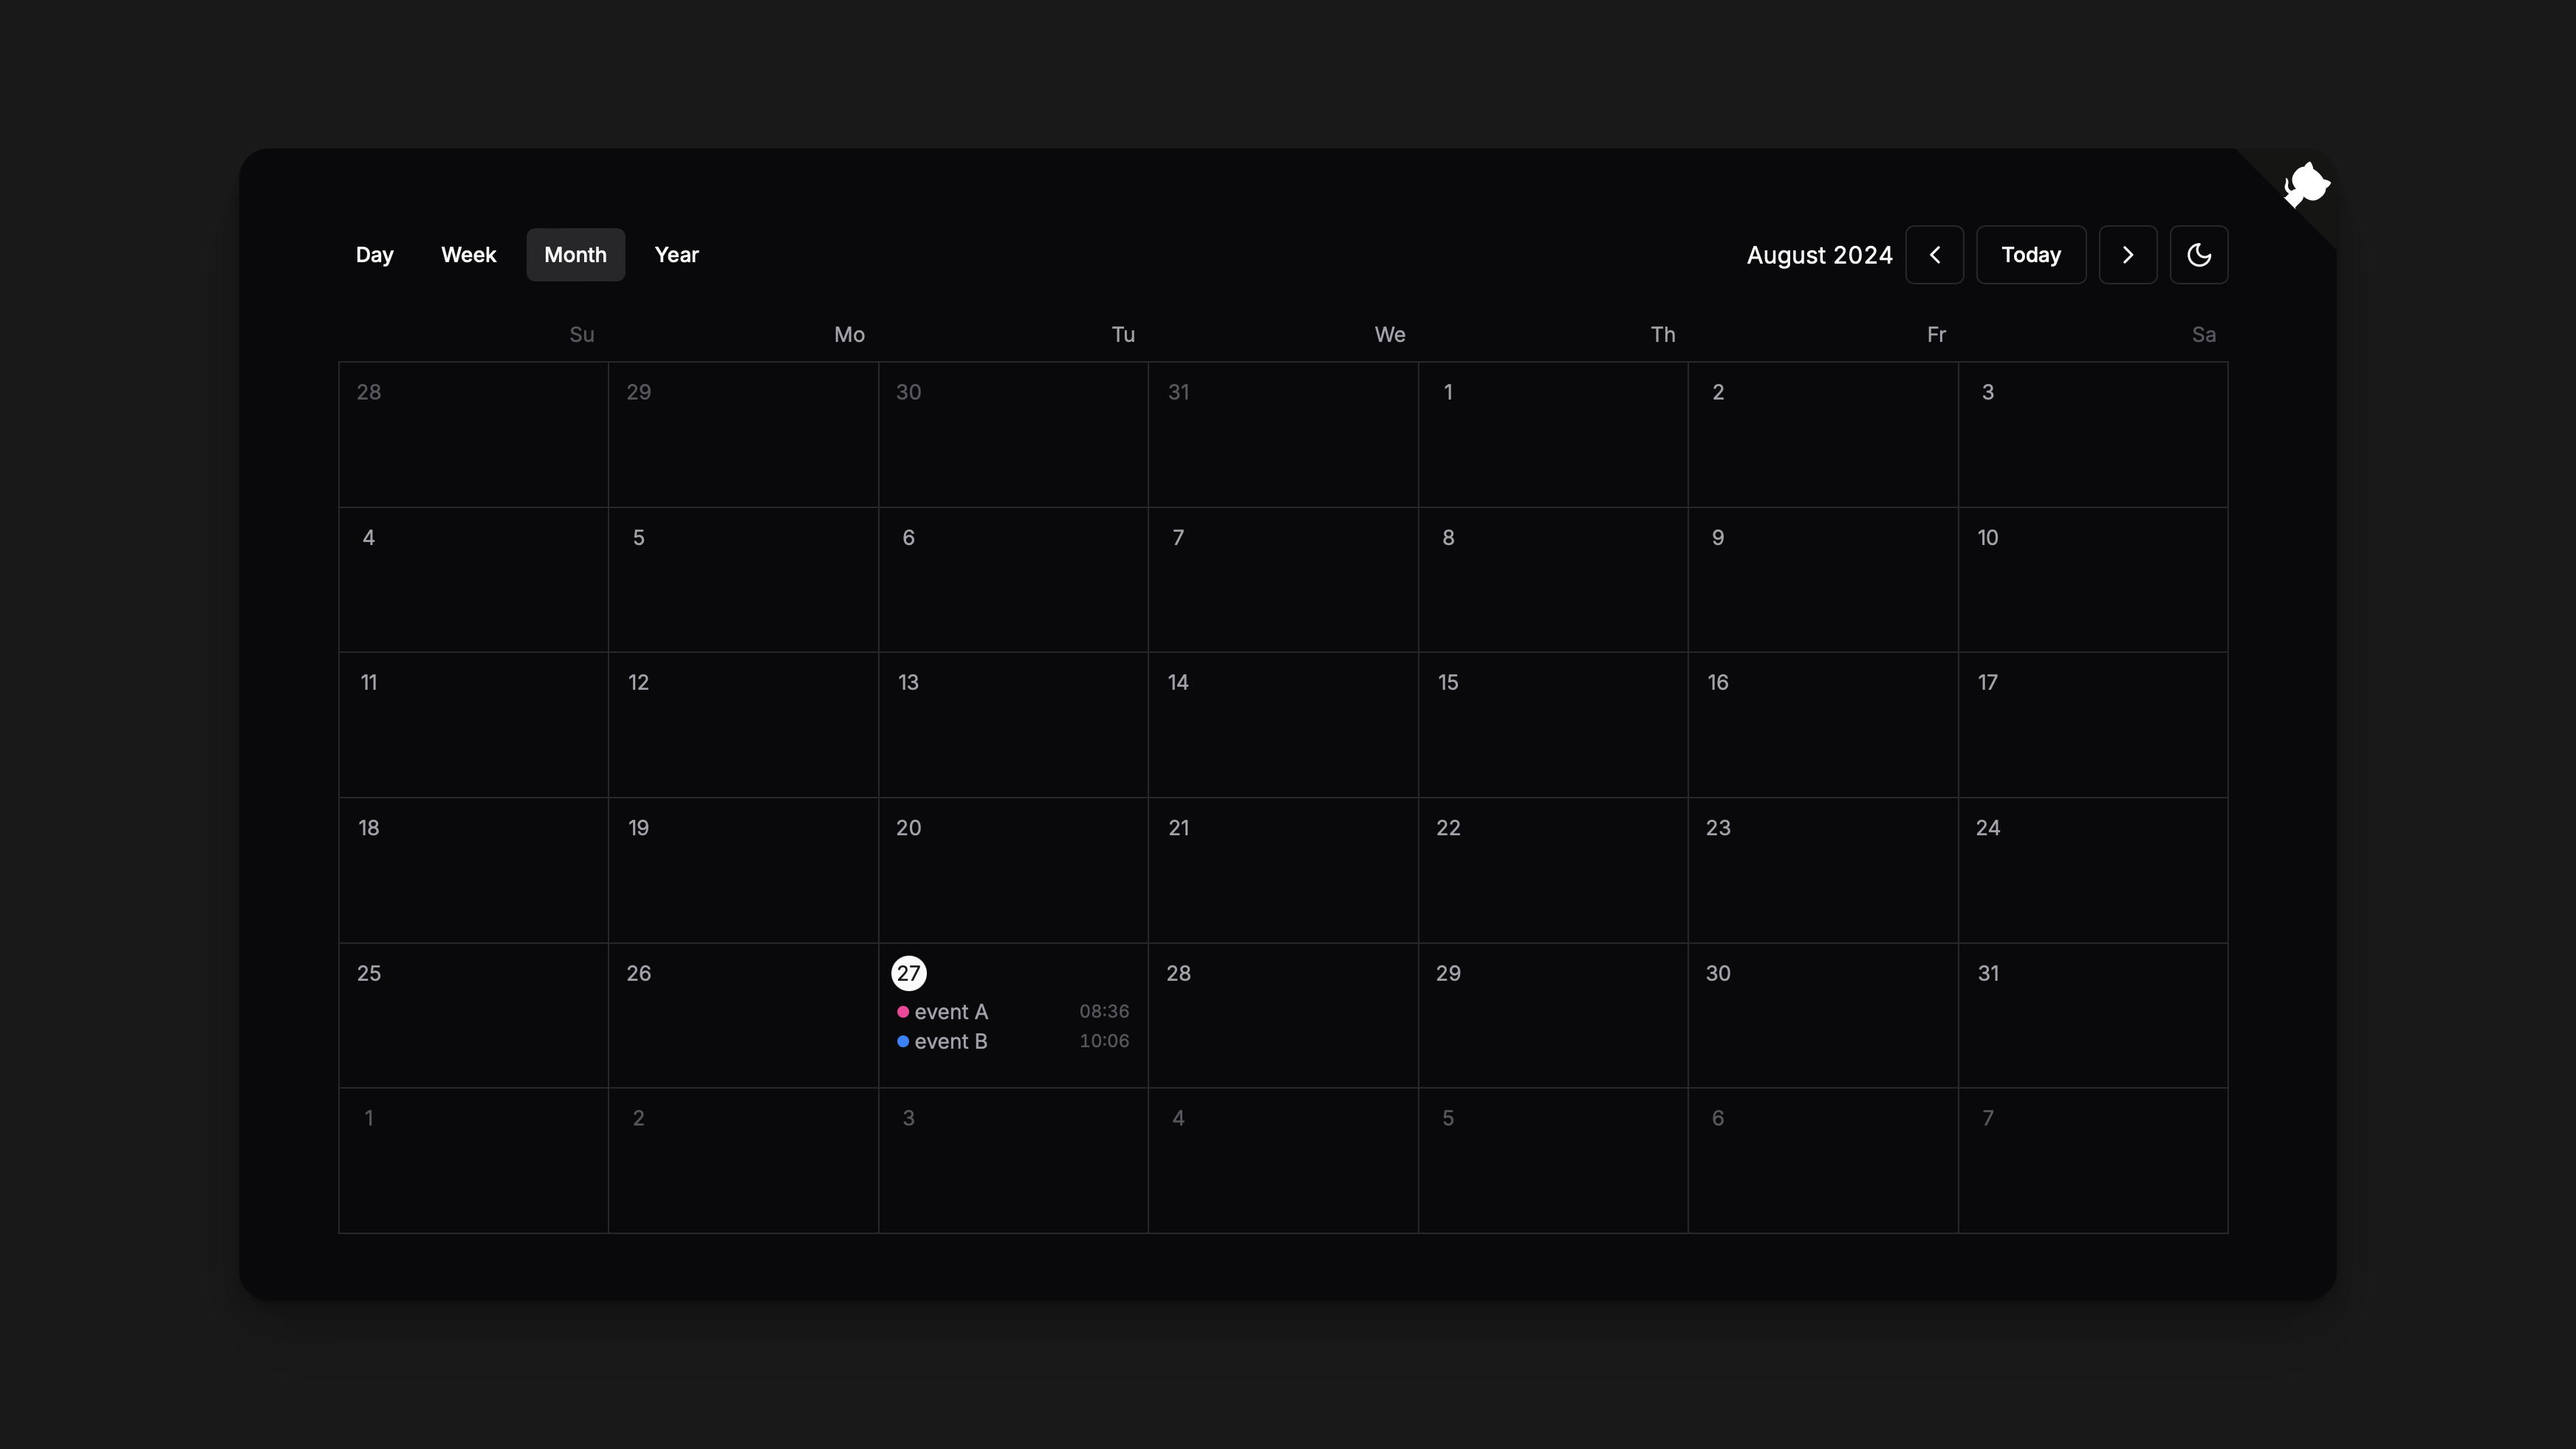 Day Week Month Year August 2024 Today
Su Mo Tu We Th Fr Sa
28 29 30 31 1 2 3
4 5 6 7 8 9 10
11 12 13 14 15 16 17
18 19 20 21 22 23 24
25 26 27 28 29 30 31
event A 08:36
event B 10:06
1 2 3 4 5 6 7